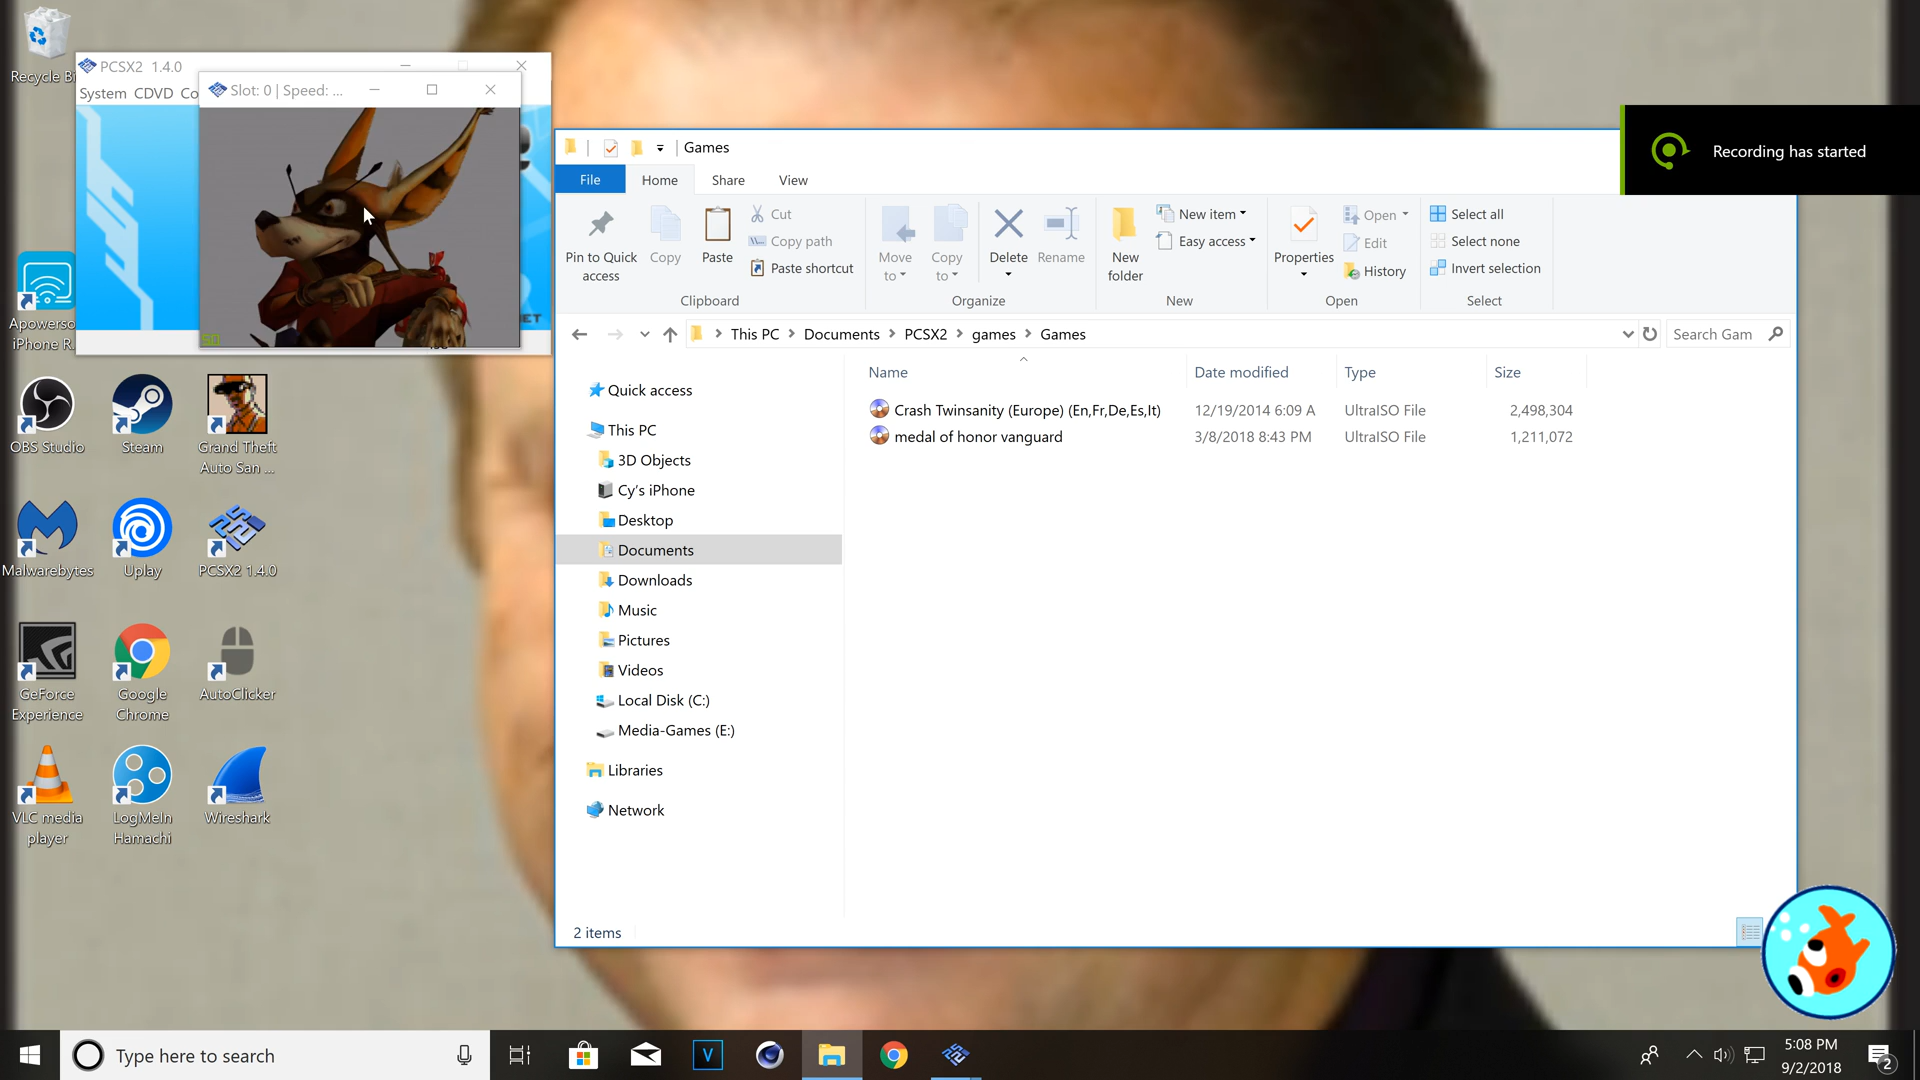 Recycle Bi
PCSX2 1.4.0
System CDVD Co
Slot: 0 | Speed: ...
Apowerso
iPhone R...
OBS Studio
Steam
Grand Theft
Auto San ...
Malwarebytes
Uplay
PCSX2 1.4.0
GeForce
Experience
Google
Chrome
AutoClicker
VLC media
player
LogMeIn
Hamachi
Wireshark
Games
File
Home
Share
View
Pin to Quick
access
Copy
Paste
Cut
Copy path
Paste shortcut
Clipboard
Move
to
Copy
to
Delete
Rename
Organize
New
folder
New item
Easy access
New
Properties
Open
Edit
History
Open
Select all
Select none
Invert selection
Select
Recording has started
This PC
Documents
PCSX2
games
Games
Search Gam
Quick access
This PC
3D Objects
Cy's iPhone
Desktop
Documents
Downloads
Music
Pictures
Videos
Local Disk (C:)
Media-Games (E:)
Libraries
Network
Name
Date modified
Type
Size
Crash Twinsanity (Europe) (En,Fr,De,Es,It)
12/19/2014 6:09 A
UltraISO File
2,498,304
medal of honor vanguard
3/8/2018 8:43 PM
UltraISO File
1,211,072
2 items
Type here to search
5:08 PM
9/2/2018
2